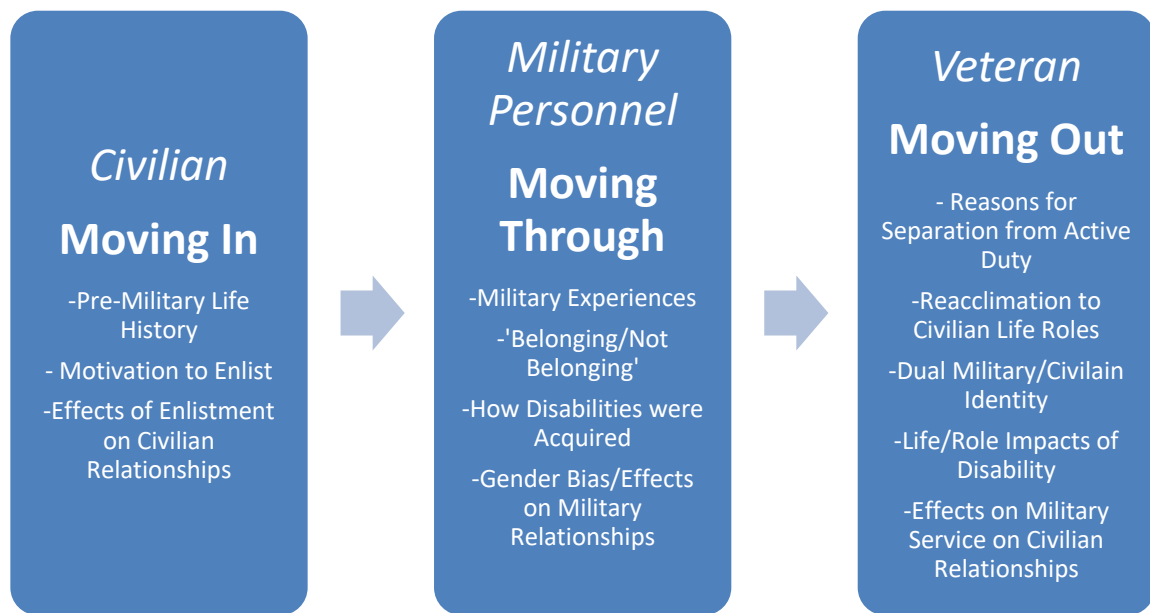 Civilian
Moving In
-Pre-Military Life
History
- Motivation to Enlist
-Effects of Enlistment
on Civilian
Relationships
Military
Personnel
Moving
Through
-Military Experiences
-'Belonging/Not
Belonging'
-How Disabilities were
Acquired
-Gender Bias/Effects
on Military
Relationships
Veteran
Moving Out
- Reasons for
Separation from Active
Duty
-Reacclimation to
Civilian Life Roles
-Dual Military/Civilain
Identity
-Life/Role Impacts of
Disability
-Effects on Military
Service on Civilian
Relationships